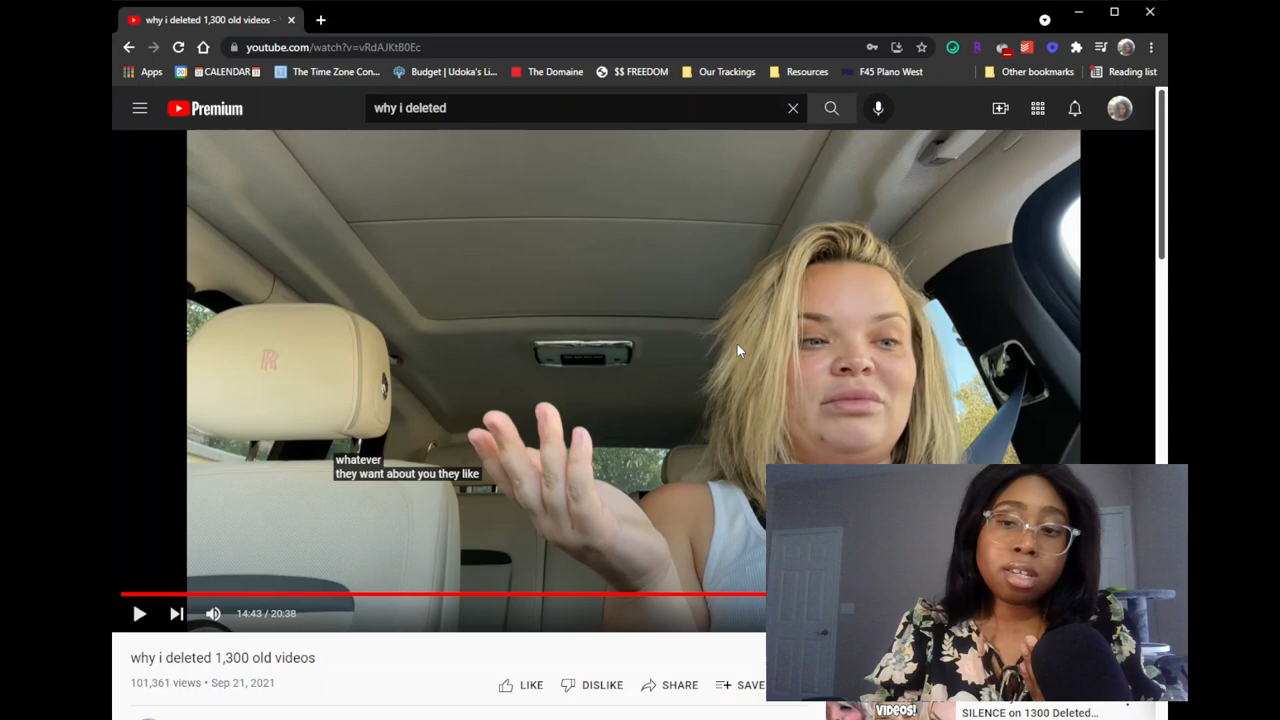 why i deleted 1,300 old videos -
youtube.com/watch?v=vRdAJKtB0Ec
Apps
CALENDAR
The Time Zone Con...
Budget | Udoka's Li...
The Domaine
$$ FREEDOM
Our Trackings
Resources
F45 Plano West
Other bookmarks
Reading list
Premium
why i deleted
RR
whatever
they want about you they like
14:43 / 20:38
why i deleted 1,300 old videos
101,361 views • Sep 21, 2021
LIKE
DISLIKE
SHARE
SAVE
VIDEOS!
SILENCE on 1300 Deleted...